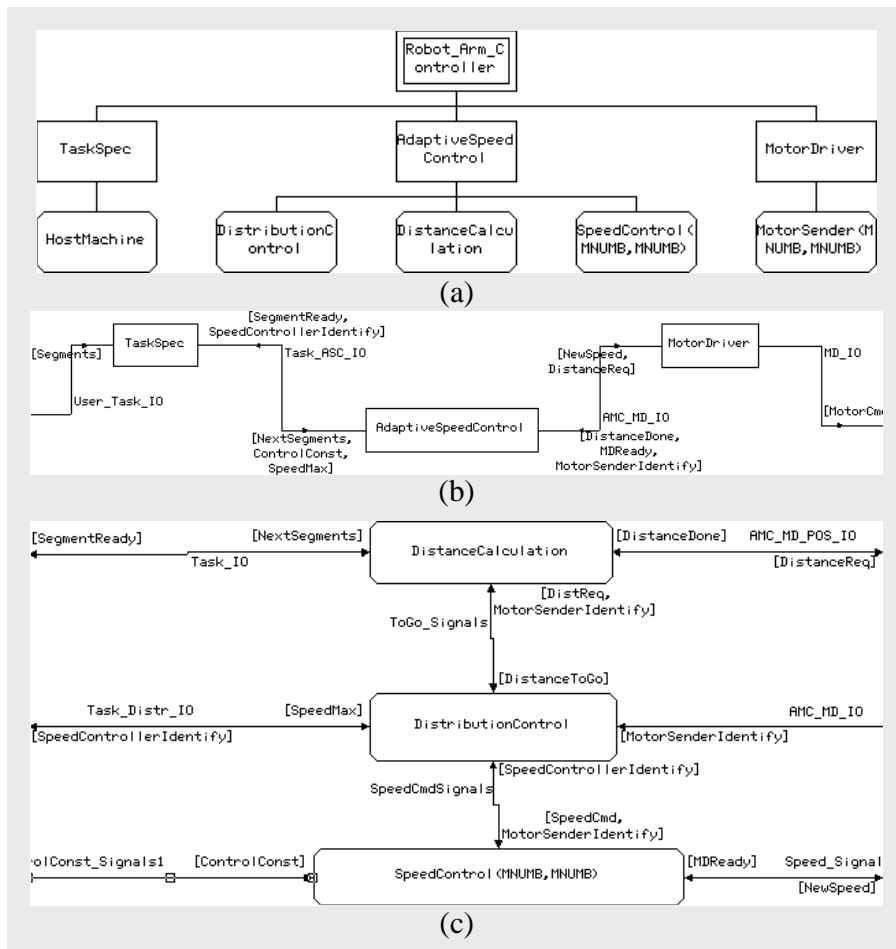 Robot_Arm_C
ontroller
TaskSpec
AdaptiveSpeed
Control
MotorDriver
HostMachine
DistributionC
ontrol
DistanceCalcu
lation
SpeedControl(
MNUMB,MNUMB)
MotorSender(M
NUMB,MNUMB)
(a)
[Segments]
TaskSpec
[SegmentReady,
SpeedControllerIdentify]
Task_ASC_IO
User_Task_IO
[NextSegments,
ControlConst,
SpeedMax]
AdaptiveSpeedControl
[NewSpeed,
DistanceReq]
AMC_MD_IO
[DistanceDone,
MDReady,
MotorSenderIdentify]
MotorDriver
MD_IO
[MotorCmd
(b)
[SegmentReady]
[NextSegments]
Task_IO
DistanceCalculation
[DistanceDone]
AMC_MD_POS_IO
[DistanceReq]
[DistReq,
MotorSenderIdentify]
ToGo_Signals
[DistanceToGo]
Task_Distr_IO
[SpeedMax]
[SpeedControllerIdentify]
DistributionControl
AMC_MD_IO
[MotorSenderIdentify]
[SpeedControllerIdentify]
SpeedCmdSignals
[SpeedCmd,
MotorSenderIdentify]
rolConst_Signals1
[ControlConst]
SpeedControl(MNUMB,MNUMB)
[MDReady]
Speed_Signal
[NewSpeed]
(c)